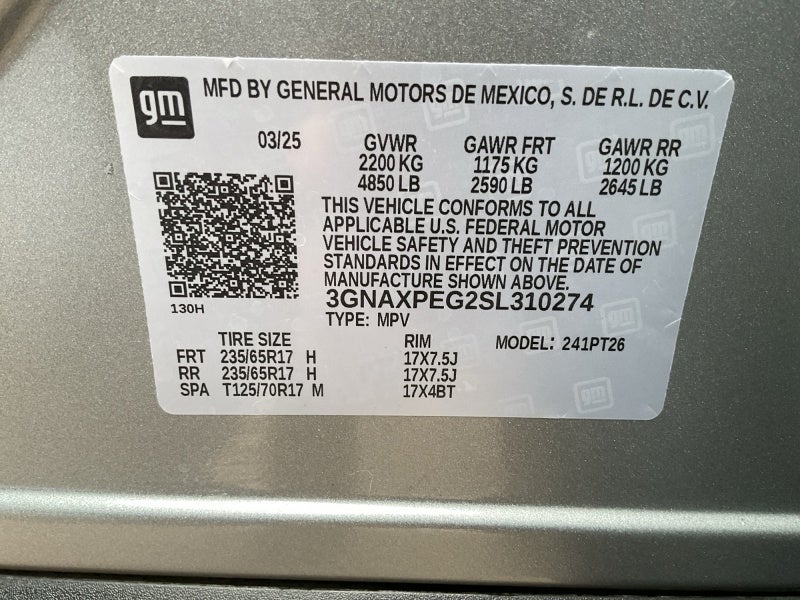 gm
MFD BY GENERAL MOTORS DE MEXICO, S. DE R.L. DE C.V.
03/25 GVWR GAWR FRT GAWR RR
2200 KG 1175 KG 1200 KG
4850 LB 2590 LB 2645 LB
THIS VEHICLE CONFORMS TO ALL
APPLICABLE U.S. FEDERAL MOTOR
VEHICLE SAFETY AND THEFT PREVENTION
STANDARDS IN EFFECT ON THE DATE OF
MANUFACTURE SHOWN ABOVE.
3GNAXPEG2SL310274
130H
TYPE: MPV
TIRE SIZE RIM MODEL: 241PT26
FRT 235/65R17 H 17X7.5J
RR 235/65R17 H 17X7.5J
SPA T125/70R17 M 17X4BT